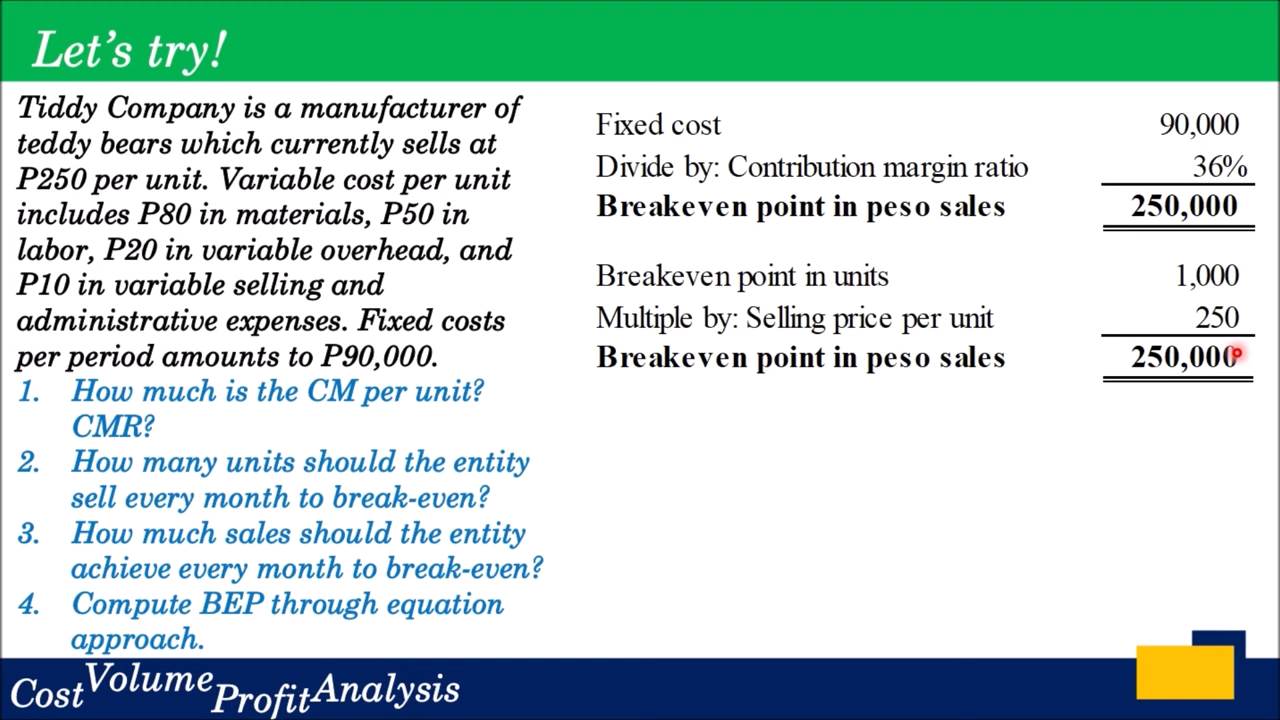 Let's try!
Tiddy Company is a manufacturer of
teddy bears which currently sells at
P250 per unit. Variable cost per unit
includes P80 in materials, P50 in
labor, P20 in variable overhead, and
P10 in variable selling and
administrative expenses. Fixed costs
per period amounts to P90,000.
1. How much is the CM per unit?
CMR?
2. How many units should the entity
sell every month to break-even?
3. How much sales should the entity
achieve every month to break-even?
4. Compute BEP through equation
approach.
Fixed cost 90,000
Divide by: Contribution margin ratio 36%
Breakeven point in peso sales 250,000
Breakeven point in units 1,000
Multiple by: Selling price per unit 250
Breakeven point in peso sales 250,000
Cost Volume Profit Analysis